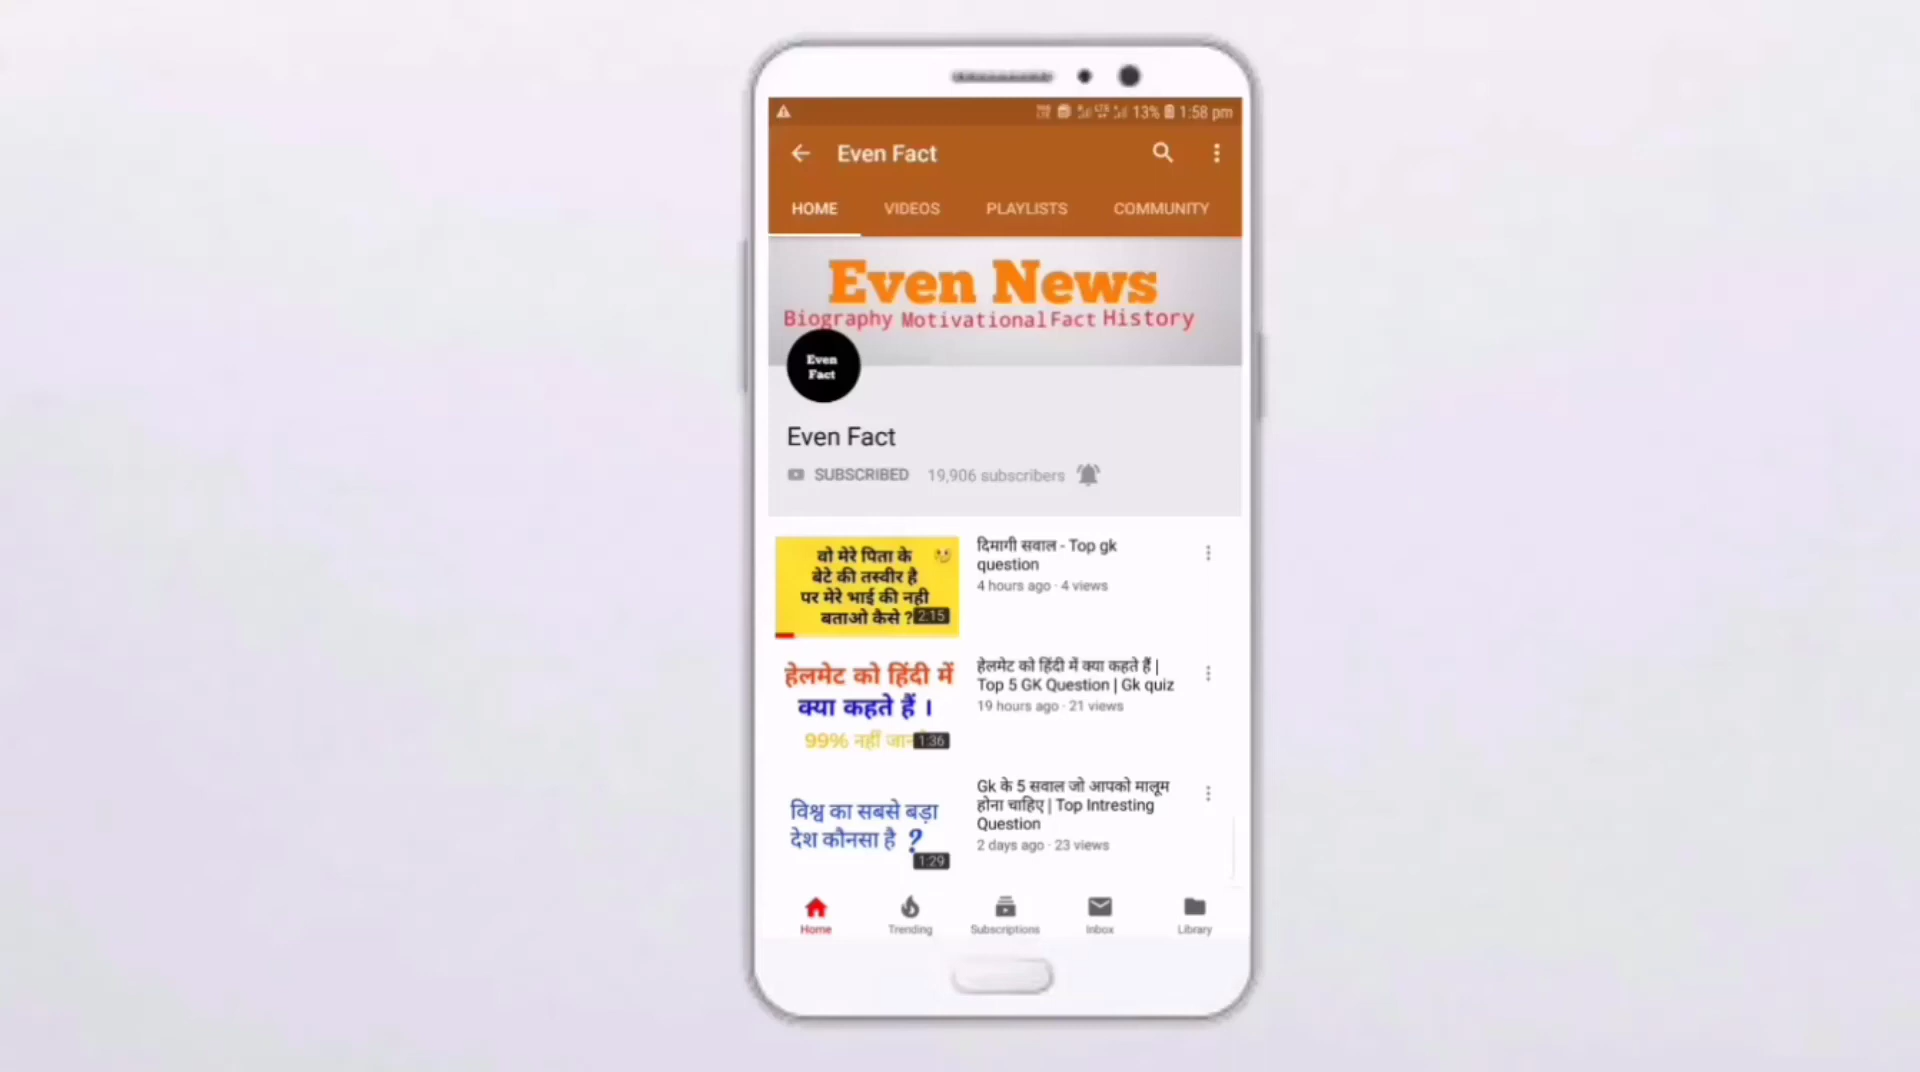 13% 1:58 pm
Even Fact
HOME VIDEOS PLAYLISTS COMMUNITY
Even News
Biography Motivational Fact History
Even
Fact
Even Fact
SUBSCRIBED 19,906 subscribers
वो मेरे पिता के
बेटे की तस्वीर है
पर मेरे भाई की नही
बताओ कैसे ?
2:15
दिमागी सवाल - Top gk
question
4 hours ago · 4 views
हेलमेट को हिंदी में
क्या कहते हैं ।
99% नहीं
1:36
हेलमेट को हिंदी में क्या कहते हैं |
Top 5 GK Question | Gk quiz
19 hours ago · 21 views
विश्व का सबसे बड़ा
देश कौनसा है ?
1:29
Gk के 5 सवाल जो आपको मालूम
होना चाहिए | Top Intresting
Question
2 days ago · 23 views
Home Trending Subscriptions Inbox Library